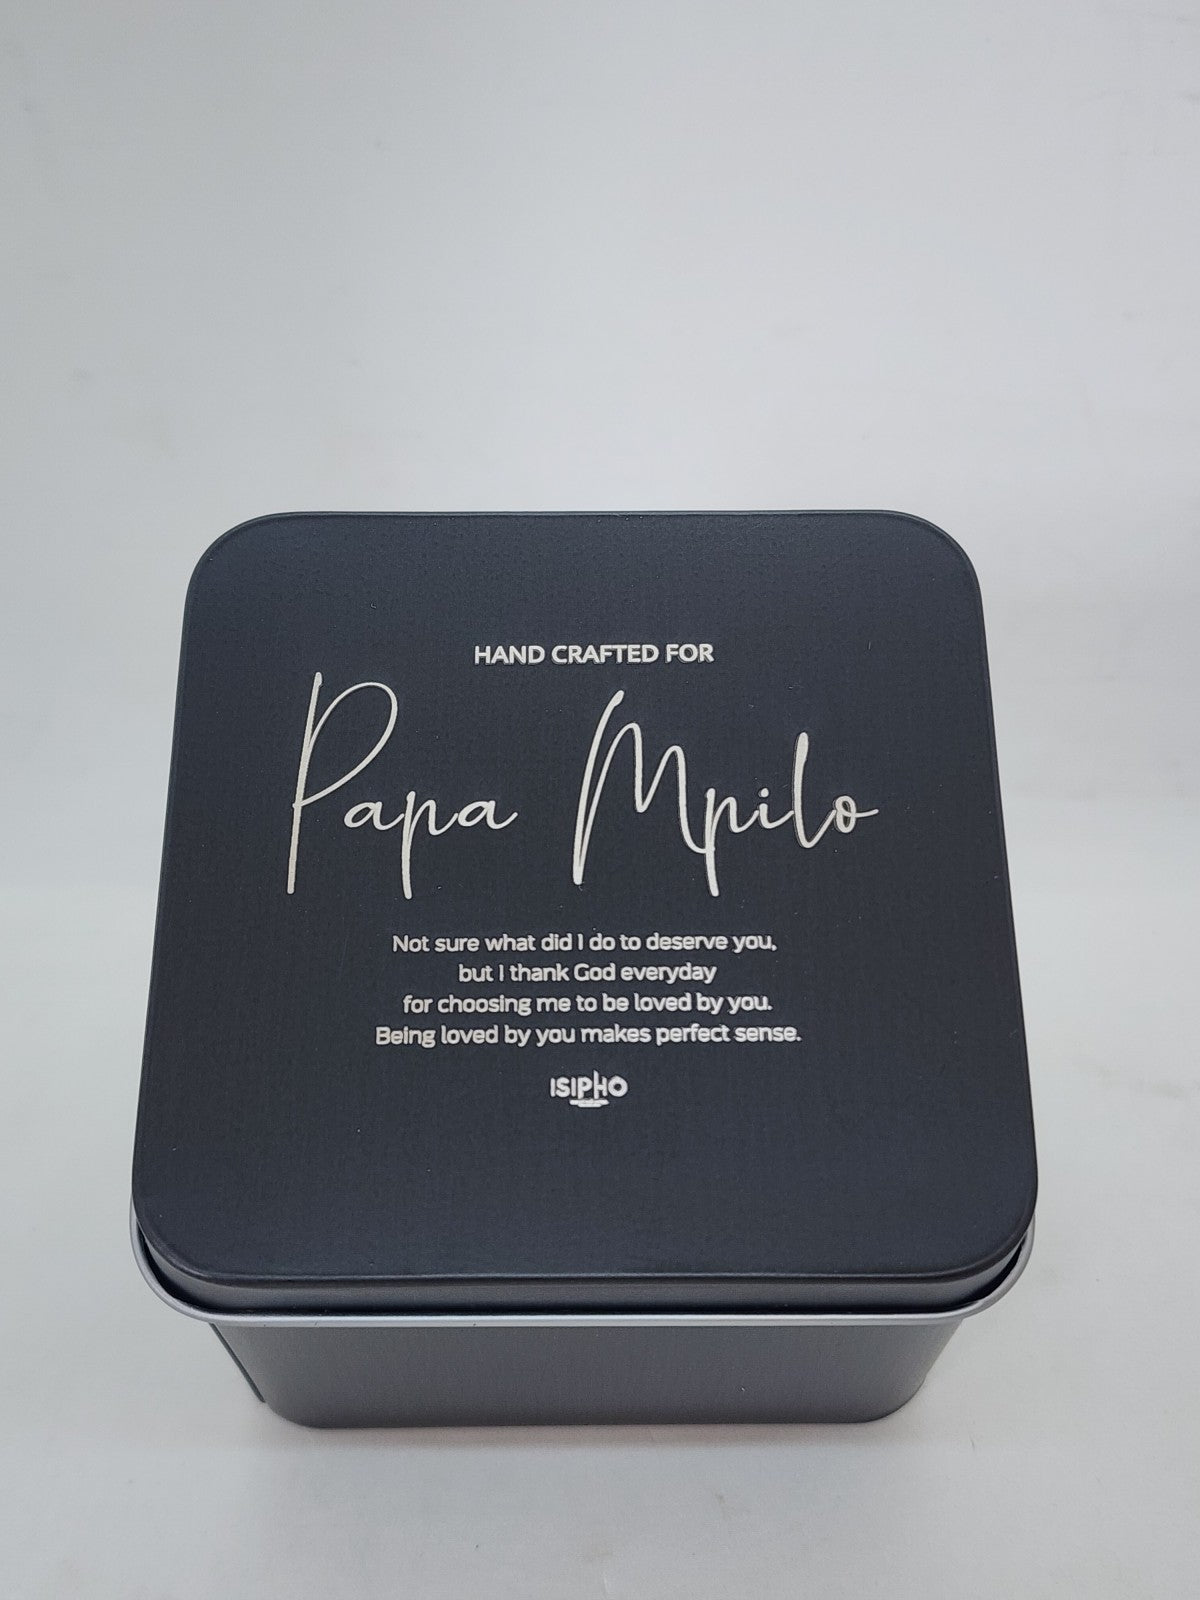 HAND CRAFTED FOR
Papa Mpilo
Not sure what did I do to deserve you,
but I thank God everyday
for choosing me to be loved by you.
Being loved by you makes perfect sense.
ISIPHO